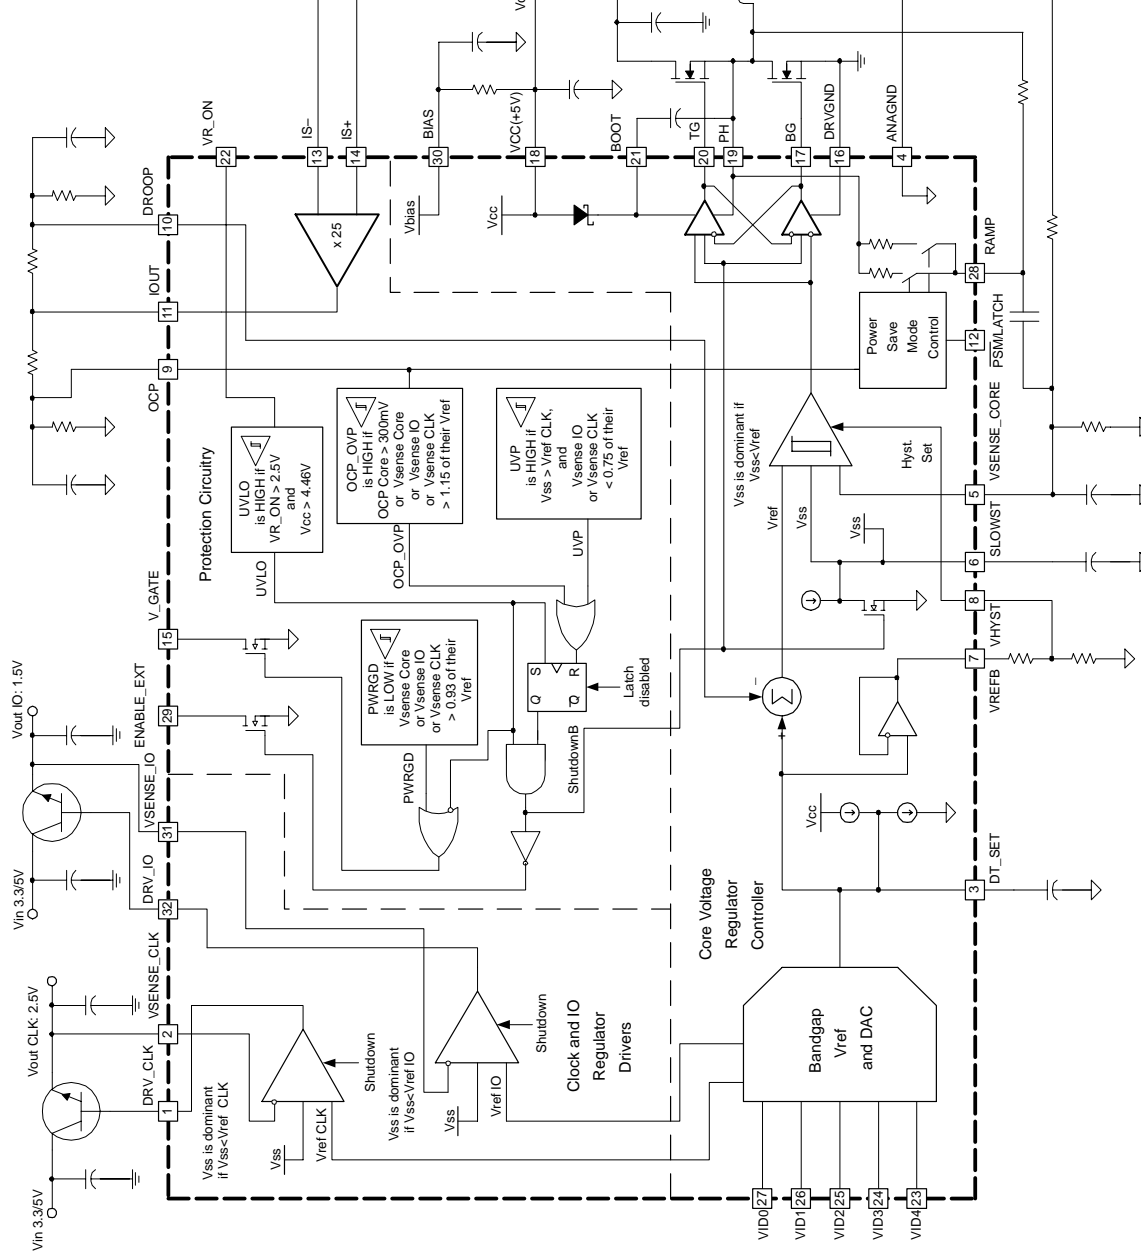 Vin 3.3/5V
Vout CLK: 2.5V
Vin 3.3/5V
Vout IO: 1.5V
DRV_CLK
1
VSENSE_CLK
2
DRV_IO
32
VSENSE_IO
31
ENABLE_EXT
29
V_GATE
15
OCP
9
IOUT
11
DROOP
10
VR_ON
22
IS–
13
IS+
14
BIAS
30
VCC(+5V)
18
BOOT
21
TG
20
PH
19
BG
17
DRVGND
16
ANAGND
4
RAMP
28
PSM/LATCH
12
VSENSE_CORE
5
SLOWST
6
VHYST
8
VREFB
7
DT_SET
3
VID0
27
VID1
26
VID2
25
VID3
24
VID4
23
Protection Circuitry
UVLO
is HIGH if
VR_ON > 2.5V
and
Vcc > 4.46V
UVLO
OCP_OVP
is HIGH if
OCP Core > 300mV
or Vsense Core
or Vsense IO
or Vsense CLK
> 1.15 of their Vref
OCP_OVP
UVP
is HIGH if
Vss > Vref CLK,
and
Vsense IO
or Vsense CLK
< 0.75 of their
Vref
UVP
PWRGD
is LOW if
Vsense Core
or Vsense IO
or Vsense CLK
> 0.93 of their
Vref
PWRGD
S
R
Q
Q
Latch
disabled
ShutdownB
x 25
Vbias
Vcc
Power
Save
Mode
Control
Vss is dominant if
Vss<Vref
Vref
Vss
Hyst.
Set
Vss
Σ
–
+
Vcc
Core Voltage
Regulator
Controller
Bandgap
Vref
and DAC
Clock and IO
Regulator
Drivers
Vss is dominant
if Vss<Vref CLK
Vss
Vref CLK
Shutdown
Vss is dominant
if Vss<Vref IO
Vss
Vref IO
Shutdown